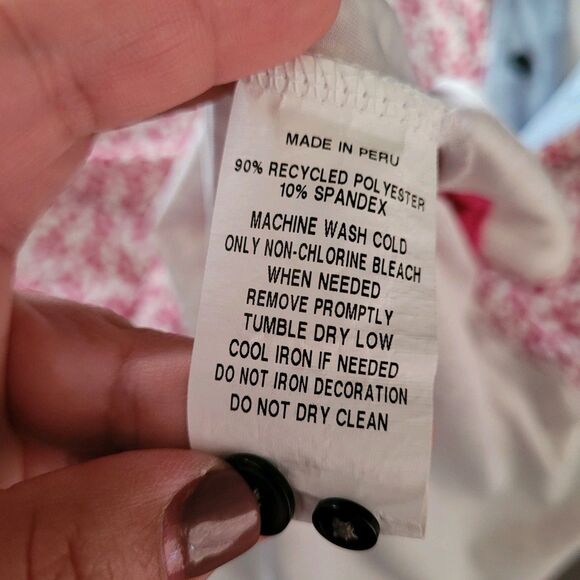 MADE IN PERU
90% RECYCLED POLYESTER
10% SPANDEX
MACHINE WASH COLD
ONLY NON-CHLORINE BLEACH
WHEN NEEDED
REMOVE PROMPTLY
TUMBLE DRY LOW
COOL IRON IF NEEDED
DO NOT IRON DECORATION
DO NOT DRY CLEAN